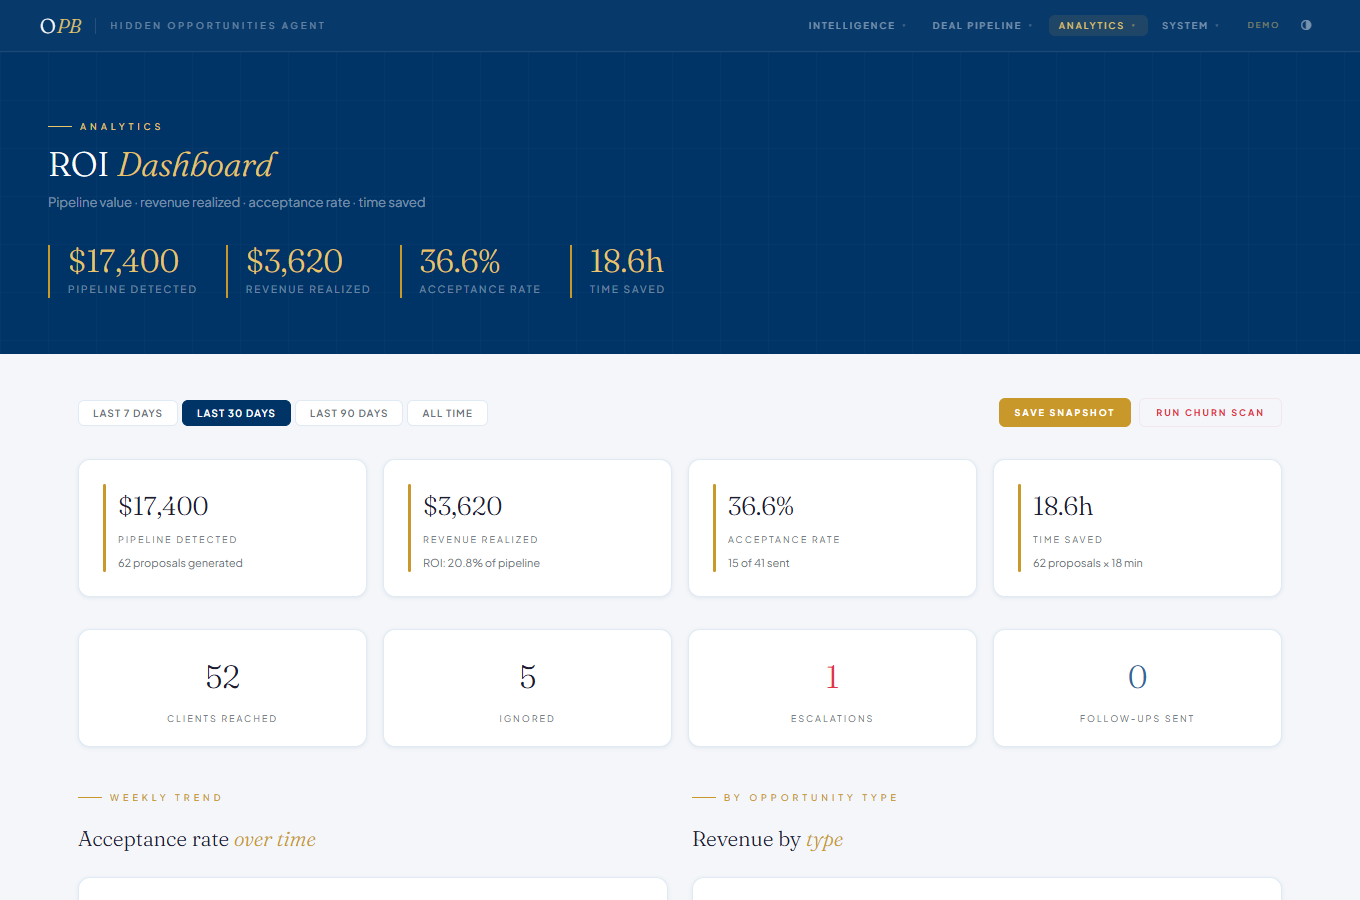 OPB HIDDEN OPPORTUNITIES AGENT INTELLIGENCE DEAL PIPELINE ANALYTICS SYSTEM DEMO
ANALYTICS
ROI Dashboard
Pipeline value · revenue realized · acceptance rate · time saved
$17,400 $3,620 36.6% 18.6h
PIPELINE DETECTED REVENUE REALIZED ACCEPTANCE RATE TIME SAVED
LAST 7 DAYS LAST 30 DAYS LAST 90 DAYS ALL TIME SAVE SNAPSHOT RUN CHURN SCAN
$17,400 $3,620 36.6% 18.6h
PIPELINE DETECTED REVENUE REALIZED ACCEPTANCE RATE TIME SAVED
62 proposals generated ROI: 20.8% of pipeline 15 of 41 sent 62 proposals × 18 min
52 5 1 0
CLIENTS REACHED IGNORED ESCALATIONS FOLLOW-UPS SENT
WEEKLY TREND BY OPPORTUNITY TYPE
Acceptance rate over time Revenue by type